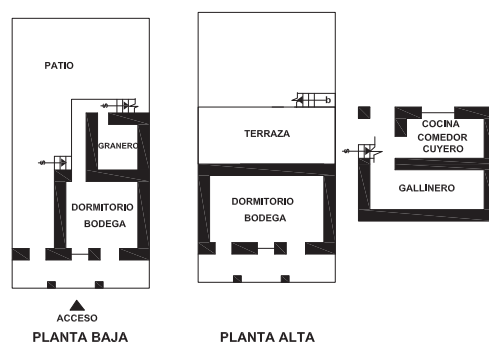 PATIO
s
GRANERO
s
DORMITORIO
BODEGA
ACCESO
PLANTA BAJA
b
TERRAZA
DORMITORIO
BODEGA
PLANTA ALTA
COCINA
COMEDOR
CUYERO
s
GALLINERO